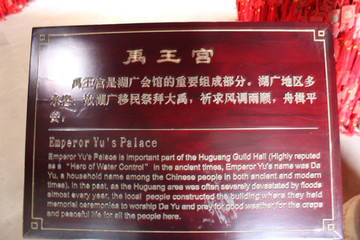 禹王宫
禹王宫是湖广会馆的重要组成部分。湖广地区多
水患，故湖广移民祭拜大禹，祈求风调雨顺，舟楫平
安。
Emperor Yu's Palace
Emperor Yu's Palace is important part of the Huguang Guild Hall (Highly reputed
as a "Hero of Water Control" in the ancient times, Emperor Yu's name was Da
Yu, a household name among the Chinese people in both ancient and modern
times). In the past, as the Huguang area was often severely devastated by floods
almost every year, the local people constructed the building where they held
memorial ceremonies to worship Da Yu and pray for good weather for the crops
and peaceful life for all the people here.